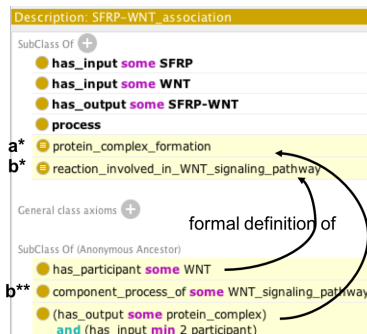 Description: SFRP-WNT_association
SubClass Of
has_input some SFRP
has_input some WNT
has_output some SFRP-WNT
process
a* protein_complex_formation
b* reaction_involved_in_WNT_signaling_pathway
General class axioms
formal definition of
SubClass Of (Anonymous Ancestor)
has_participant some WNT
b** component_process_of some WNT_signaling_pathway
(has_output some protein_complex)
and (has_input min 2 participant)